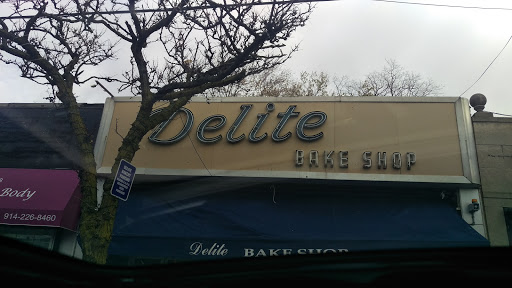 Delite
BAKE SHOP
Body
914-226-8460
Delite BAKE SHOP